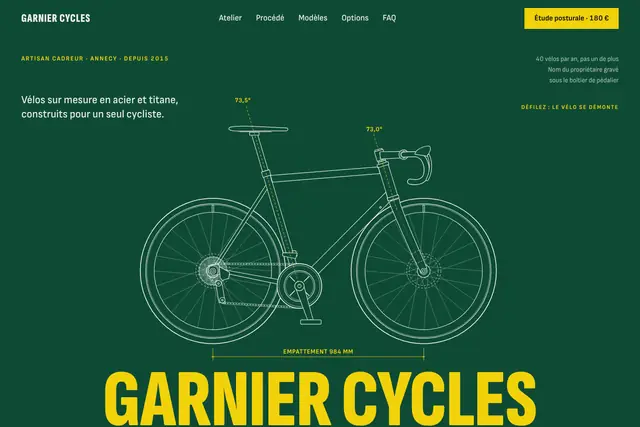 GARNIER CYCLES
Atelier
Procédé
Modèles
Options
FAQ
Étude posturale · 180 €
ARTISAN CADREUR · ANNECY · DEPUIS 2015
40 vélos par an, pas un de plus
Nom du propriétaire gravé
sous le boîtier de pédalier
Vélos sur mesure en acier et titane,
construits pour un seul cycliste.
DÉFILEZ : LE VÉLO SE DÉMONTE
73,5°
73,0°
EMPATTEMENT 984 MM
GARNIER CYCLES